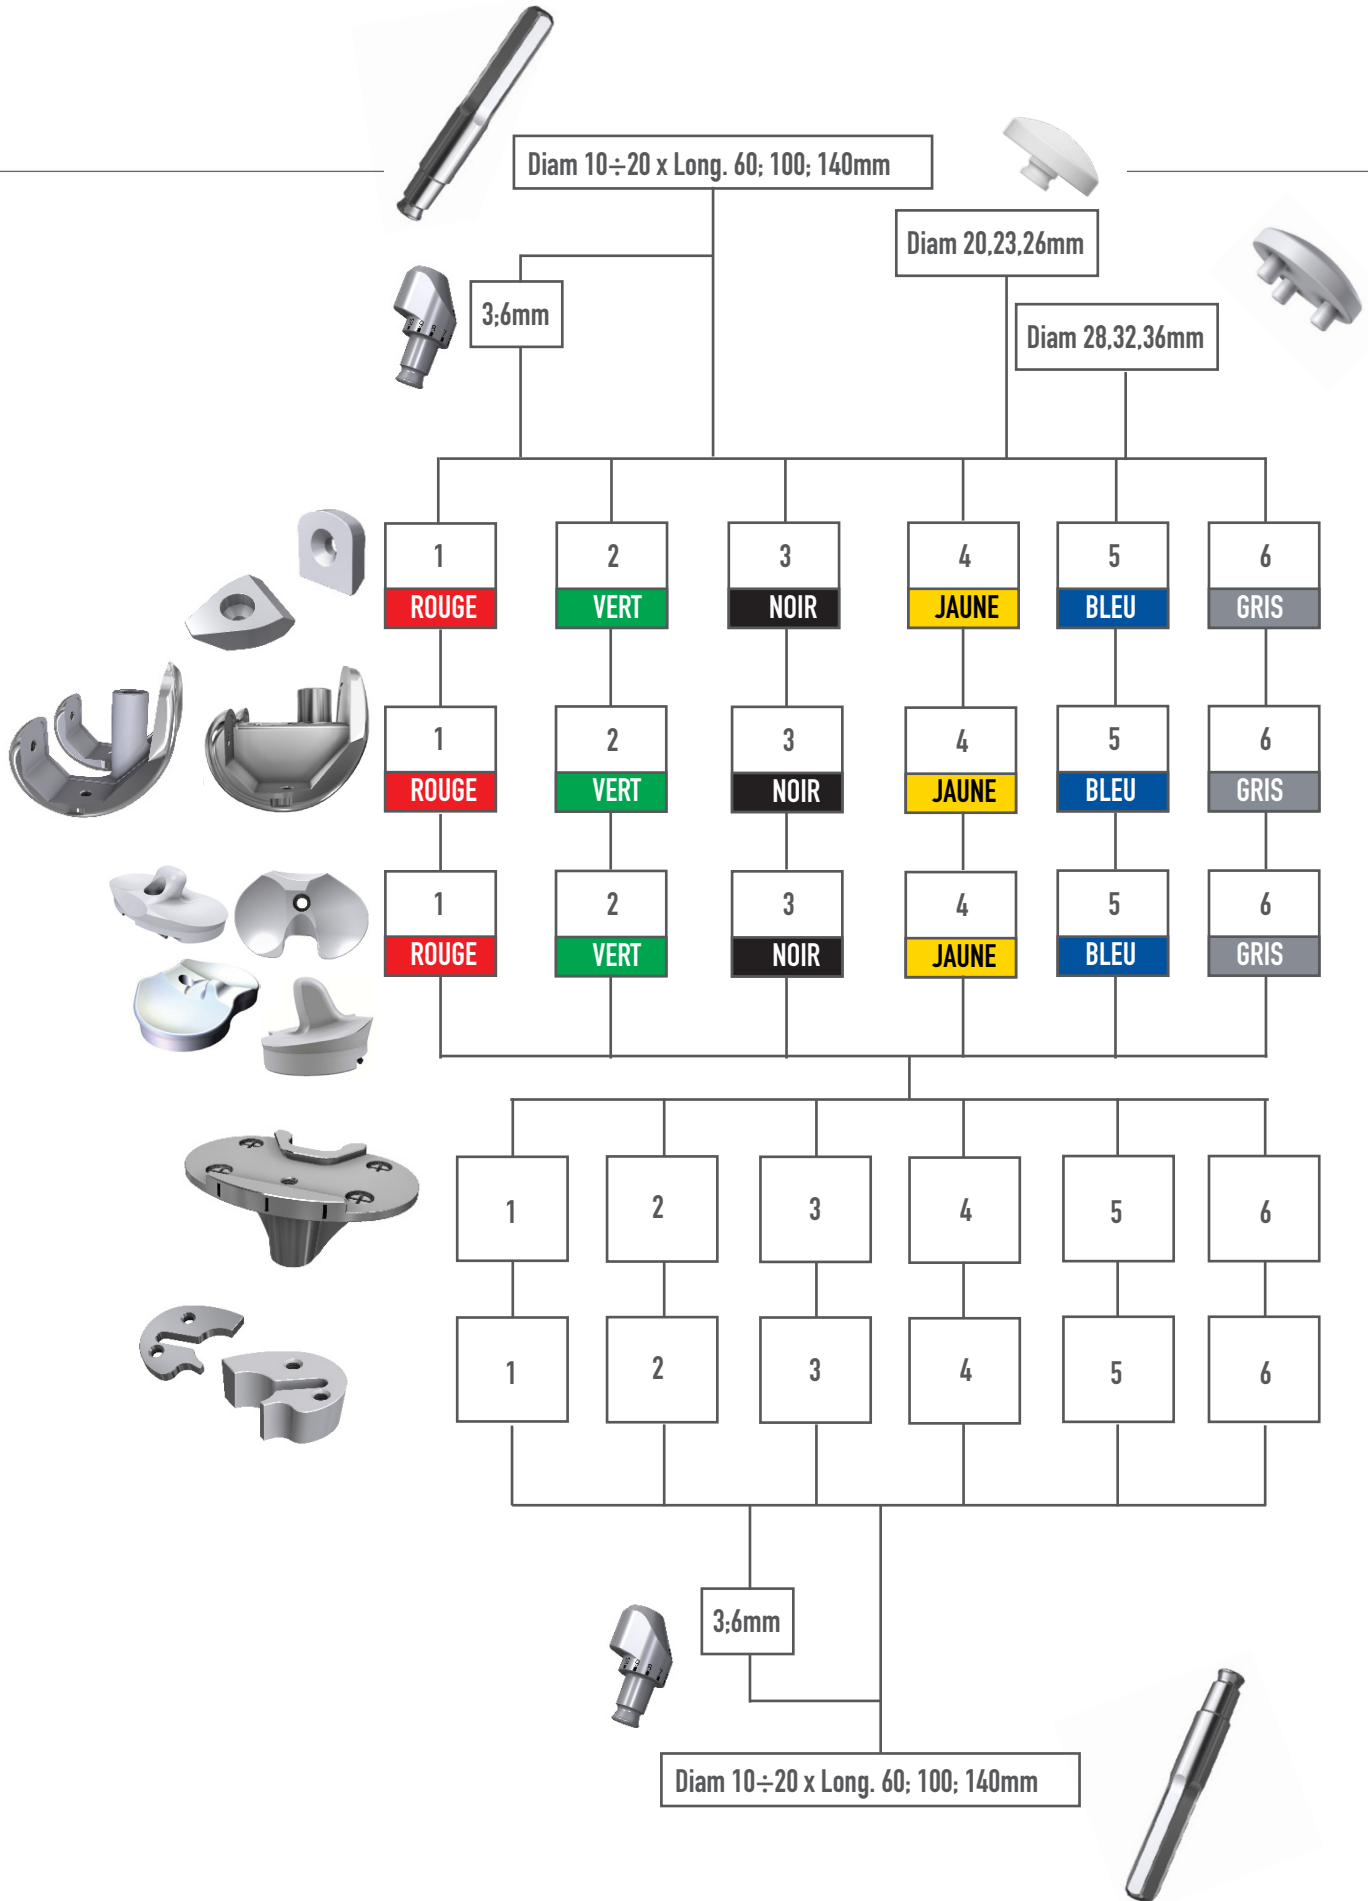 Diam 10÷20 x Long. 60; 100; 140mm
Diam 20,23,26mm
3;6mm
Diam 28,32,36mm
1 2 3 4 5 6
ROUGE VERT NOIR JAUNE BLEU GRIS
1 2 3 4 5 6
ROUGE VERT NOIR JAUNE BLEU GRIS
1 2 3 4 5 6
ROUGE VERT NOIR JAUNE BLEU GRIS
1 2 3 4 5 6
1 2 3 4 5 6
3;6mm
Diam 10÷20 x Long. 60; 100; 140mm